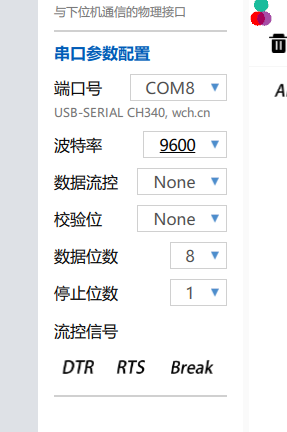 与下位机通信的物理接口
串口参数配置
端口号 COM8
USB-SERIAL CH340, wch.cn
波特率 9600
数据流控 None
校验位 None
数据位数 8
停止位数 1
流控信号
DTR RTS Break